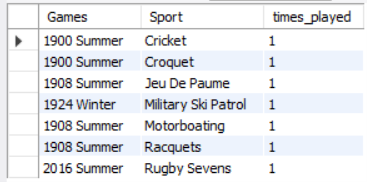 Games Sport times_played
1900 Summer Cricket 1
1900 Summer Croquet 1
1908 Summer Jeu De Paume 1
1924 Winter Military Ski Patrol 1
1908 Summer Motorboating 1
1908 Summer Racquets 1
2016 Summer Rugby Sevens 1